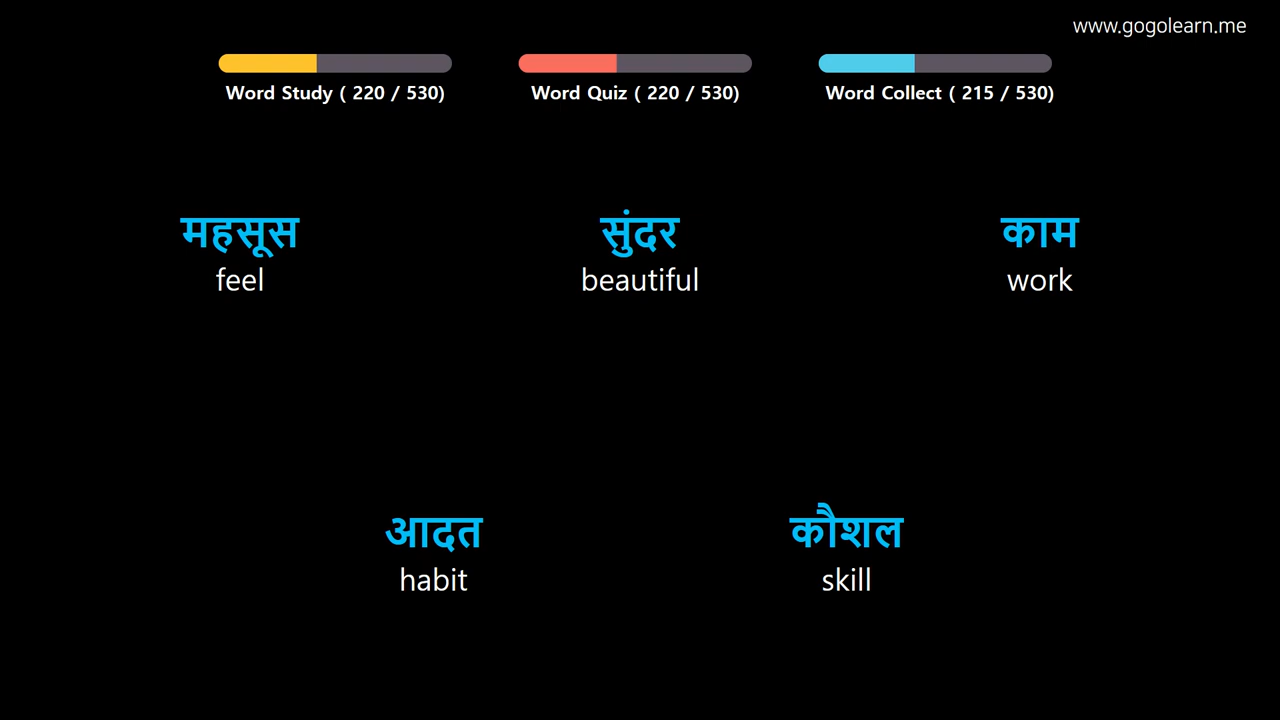 www.gogolearn.me
Word Study ( 220 / 530)
Word Quiz ( 220 / 530)
Word Collect ( 215 / 530)
महसूस
feel
सुंदर
beautiful
काम
work
आदत
habit
कौशल
skill